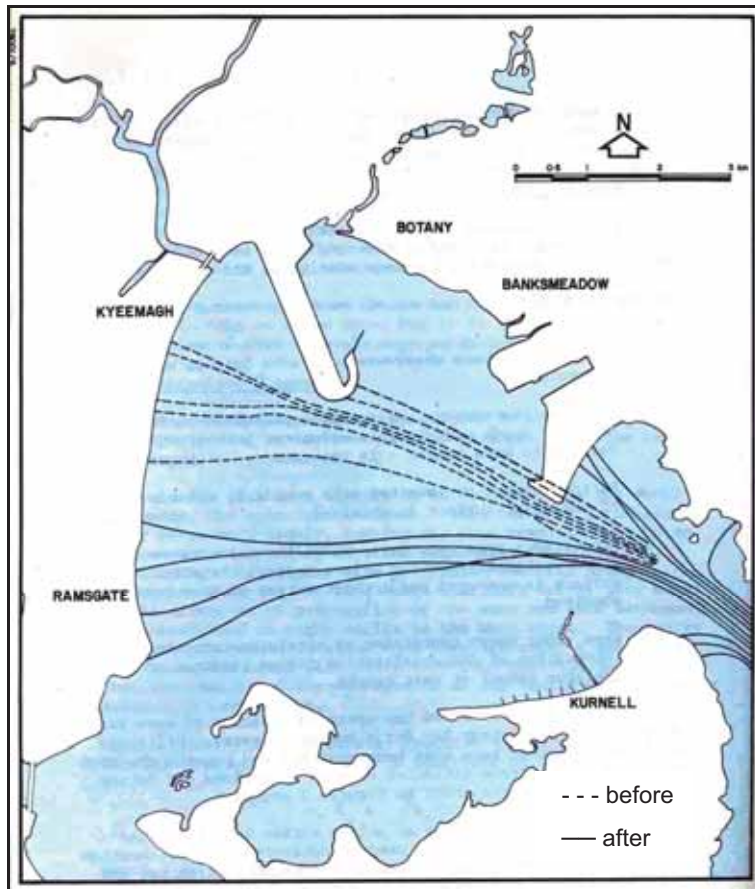 N
0 0·5 1 2 3 km
BOTANY
BANKSMEADOW
KYEEMAGH
RAMSGATE
KURNELL
before
after